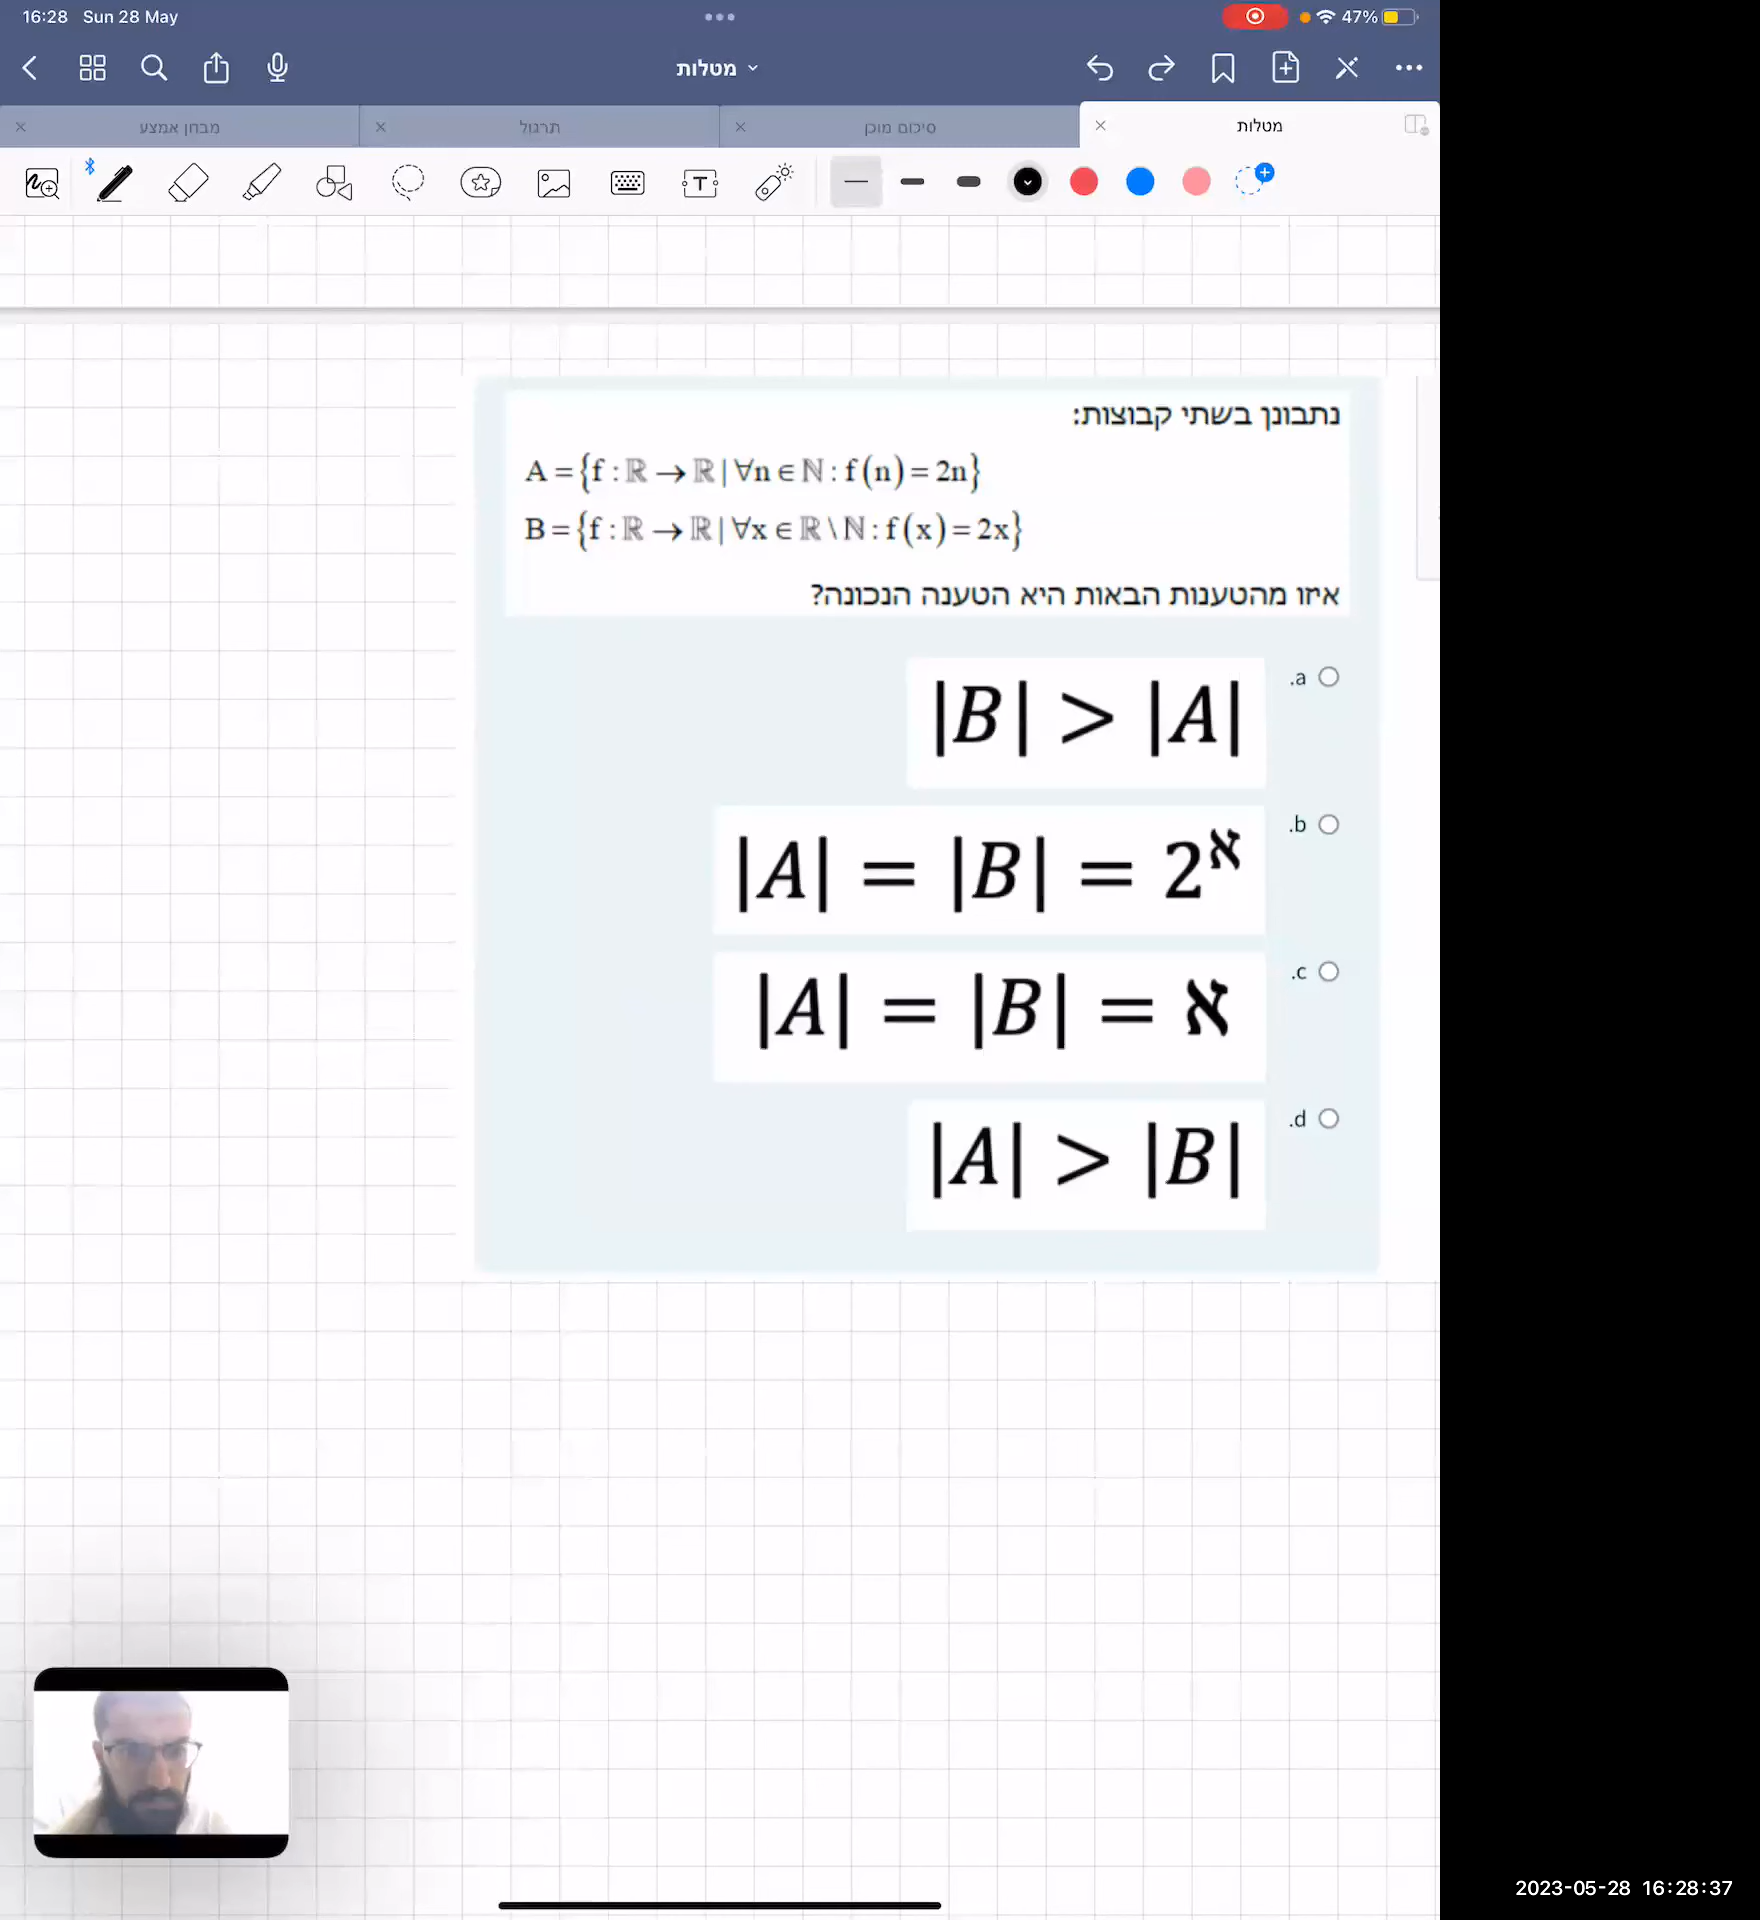 16:28 Sun 28 May
47%
מטלות
מבחן אמצע
תרגול
סיכום מוכן
מטלות
נתבונן בשתי קבוצות:
A = {f : ℝ → ℝ | ∀n ∈ ℕ : f(n) = 2n}
B = {f : ℝ → ℝ | ∀x ∈ ℝ \ ℕ : f(x) = 2x}
איזו מהטענות הבאות היא הטענה הנכונה?
.a
|B| > |A|
.b
|A| = |B| = 2^א
.c
|A| = |B| = א
.d
|A| > |B|
2023-05-28 16:28:37